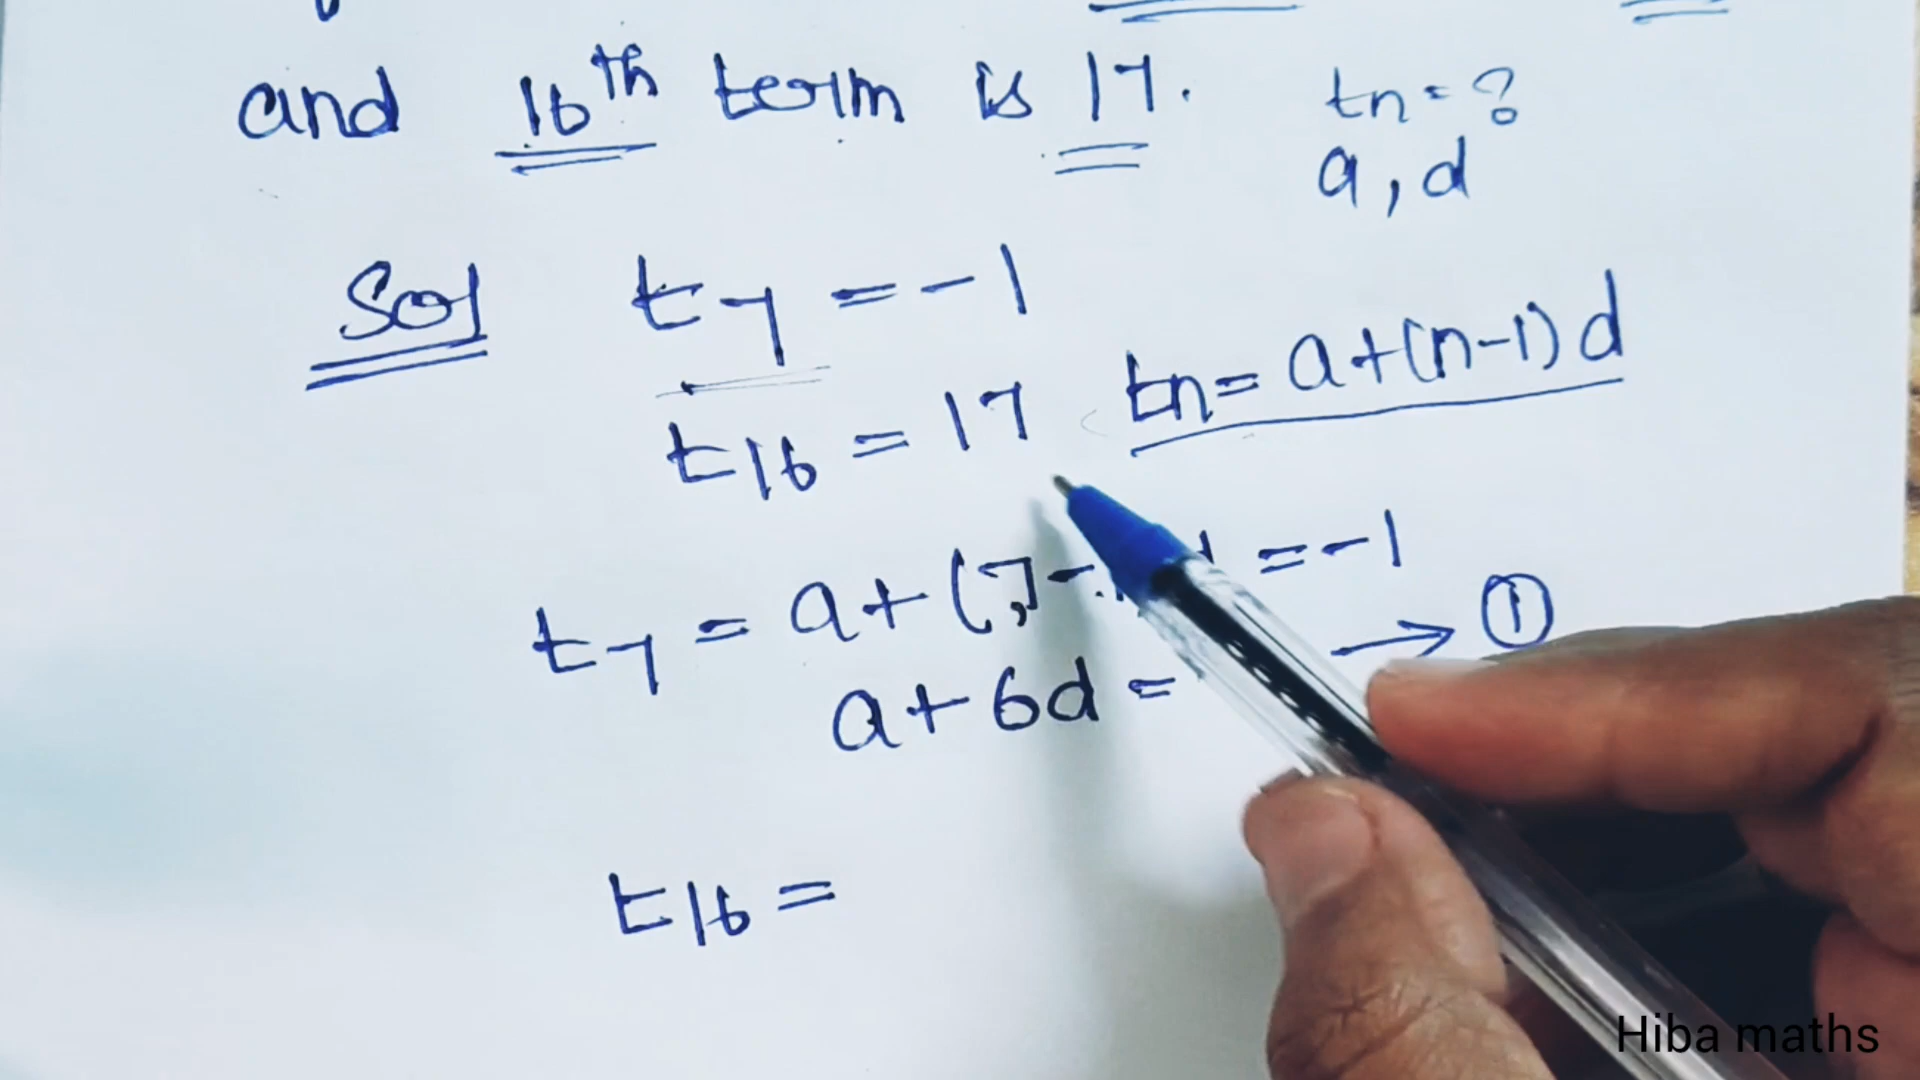 and 16th term is 17.
tn = ?
a, d
Sol
t7 = -1
t16 = 17
tn = a+(n-1)d
t7 = a + (7-1)d = -1
a + 6d =
→ ①
t16 =
Hiba maths